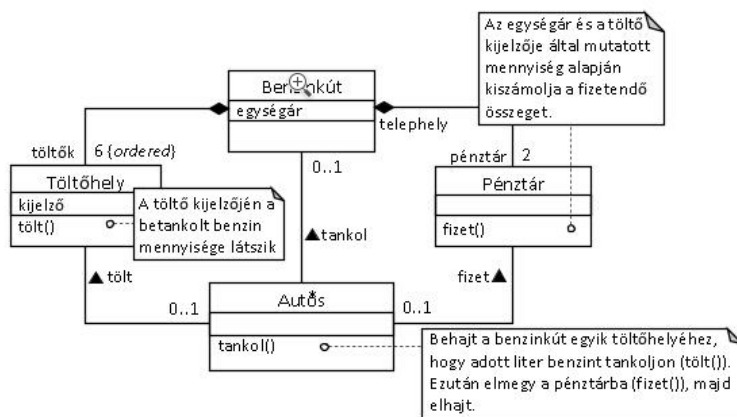 Az egységár és a töltő
kijelzője által mutatott
mennyiség alapján
kiszámolja a fizetendő
összeget.
Benzinkút
egységár
telephely
töltők
6 {ordered}
0..1
pénztár
2
Töltőhely
kijelző
tölt()
A töltő kijelzőjén a
betankolt benzin
mennyisége látszik
Pénztár
fizet()
▲tankol
▲ tölt
fizet▲
0..1
*
0..1
Autós
tankol()
Behajt a benzinkút egyik töltőhelyéhez,
hogy adott liter benzint tankoljon (tölt()).
Ezután elmegy a pénztárba (fizet()), majd
elhajt.